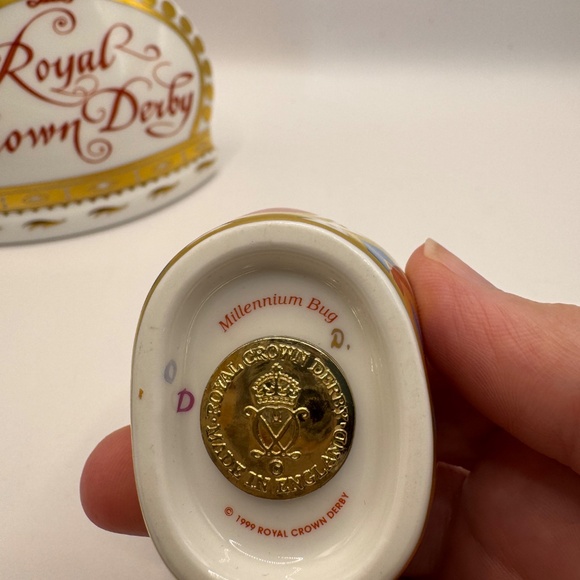 Royal
Crown Derby
Millennium Bug
D.
D
ROYAL CROWN DERBY
MADE IN ENGLAND
© 1999 ROYAL CROWN DERBY